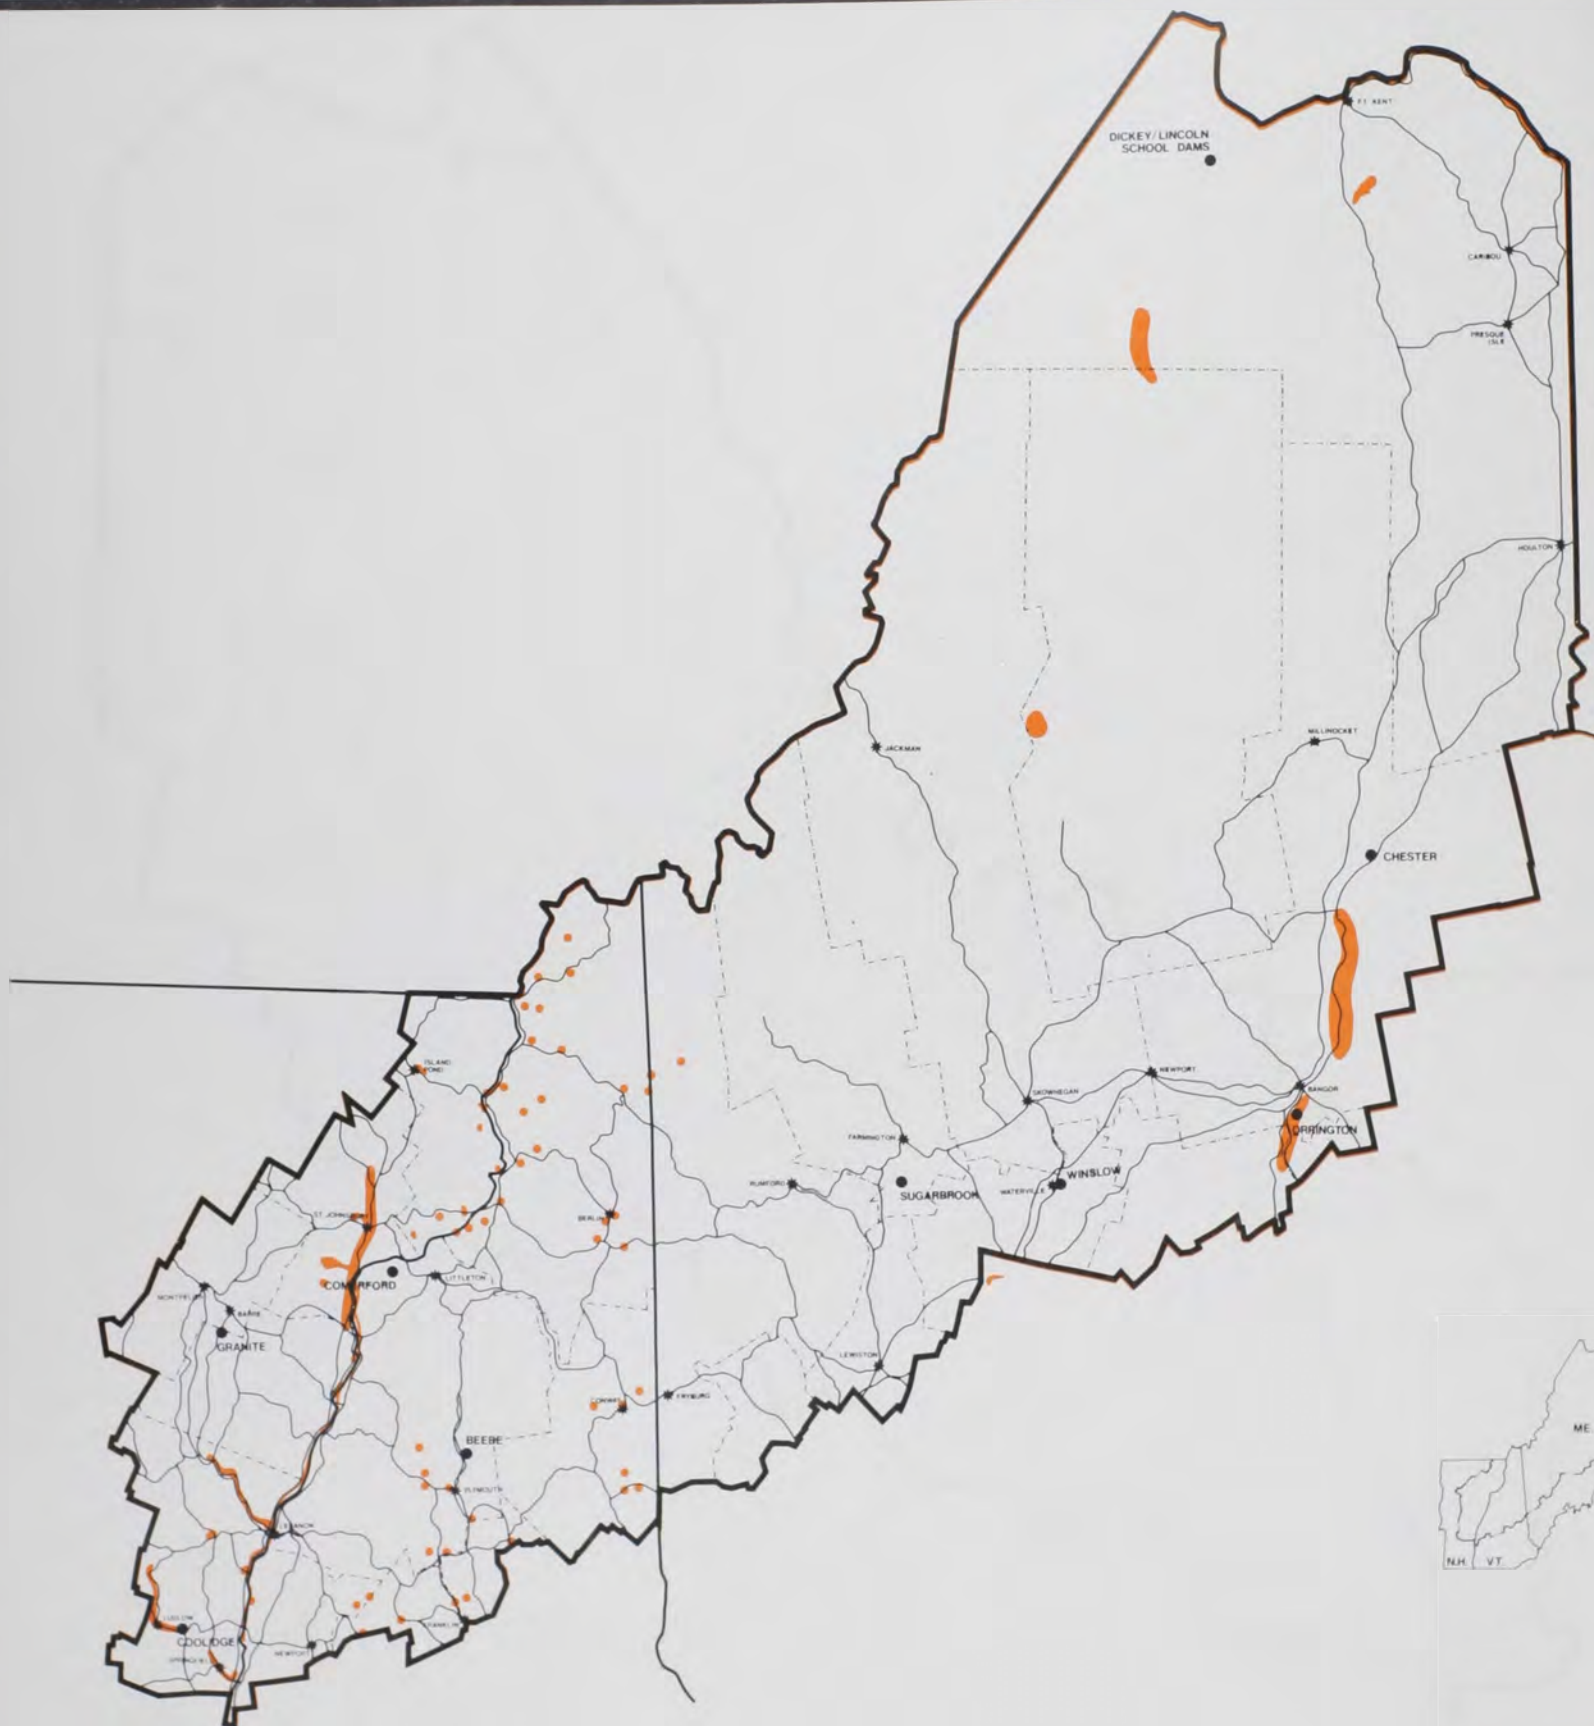 FT. KENT
DICKEY/LINCOLN
SCHOOL DAMS
CARIBOU
PRESQUE
ISLE
HOULTON
JACKMAN
MILLINOCKET
CHESTER
ISLAND
POND
NEWPORT
SKOWHEGAN
BANGOR
ORRINGTON
FARMINGTON
WINSLOW
RUMFORD
SUGARBROOK
WATERVILLE
ST. JOHNSBURY
BERLIN
COMERFORD
LITTLETON
MONTPELIER
BARRE
GRANITE
LEWISTON
FRYBURG
CONWAY
ME.
BEEBE
PLYMOUTH
LEBANON
N.H.
VT.
LUDLOW
FRANKLIN
COOLIDGE
NEWPORT
SPRINGFIELD